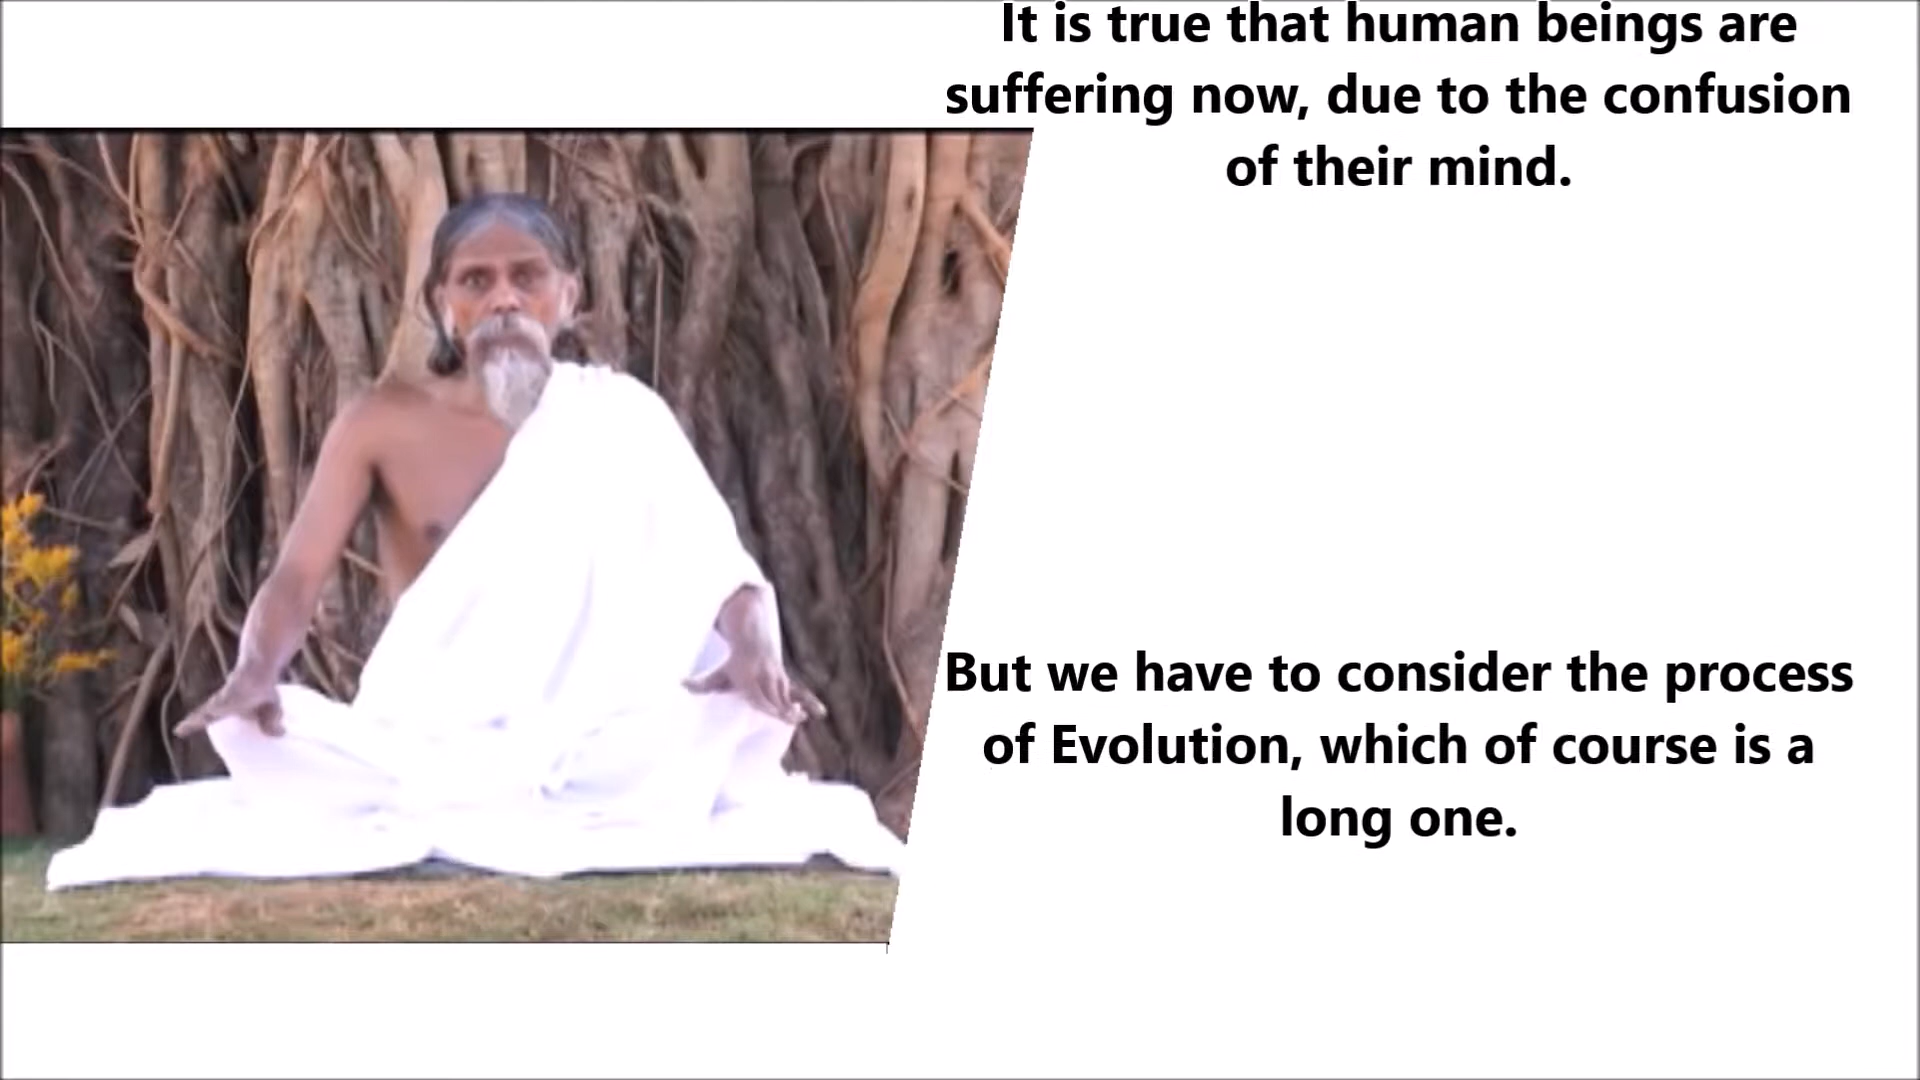 It is true that human beings are
suffering now, due to the confusion
of their mind.
But we have to consider the process
of Evolution, which of course is a
long one.